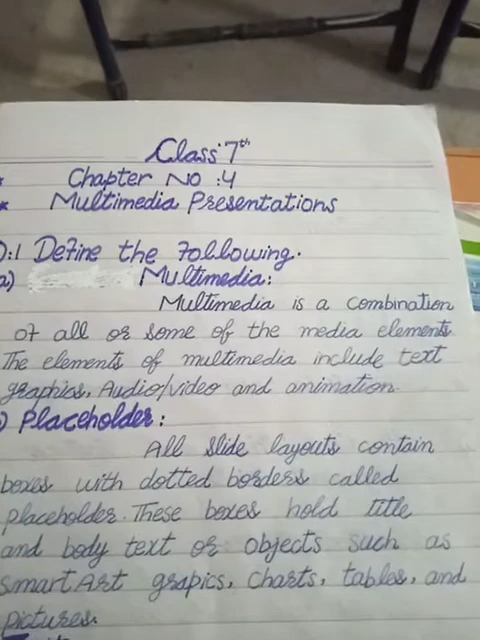 Class 7th
Chapter NO :4
Multimedia Presentations
Q:1 Define the following.
a) Multimedia:
Multimedia is a combination
of all or some of the media elements.
The elements of multimedia include text
graphics, Audio/video and animation.
) Placeholder:
All slide layouts contain
boxes with dotted borders called
placeholder. These boxes hold title
and body text or objects such as
SmartArt grapics, Charts, tables, and
pictures.